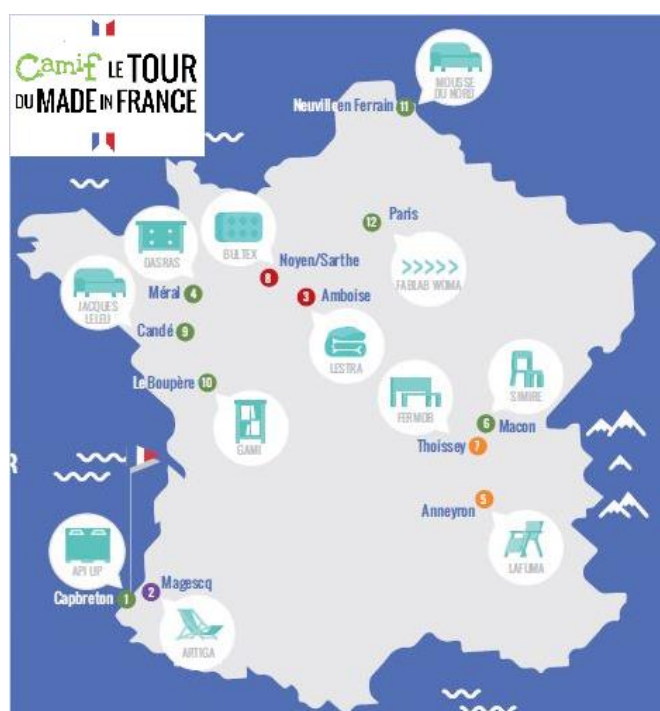 Camif LE TOUR
DU MADE IN FRANCE
MOUSSE
DU NORD
Neuville en Ferrain 11
Paris
12
FABLAB WOMA
DASRAS
BULTEX
Noyen/Sarthe
8
3 Amboise
LESTRA
JACQUES
LELEU
Méral 4
Candé 9
Le Boupère 10
GAMI
SIMIRE
FERMOB
6 Macon
Thoissey 7
Anneyron 5
LAFUMA
R
API UP
Capbreton 1
2 Magescq
ARTIGA